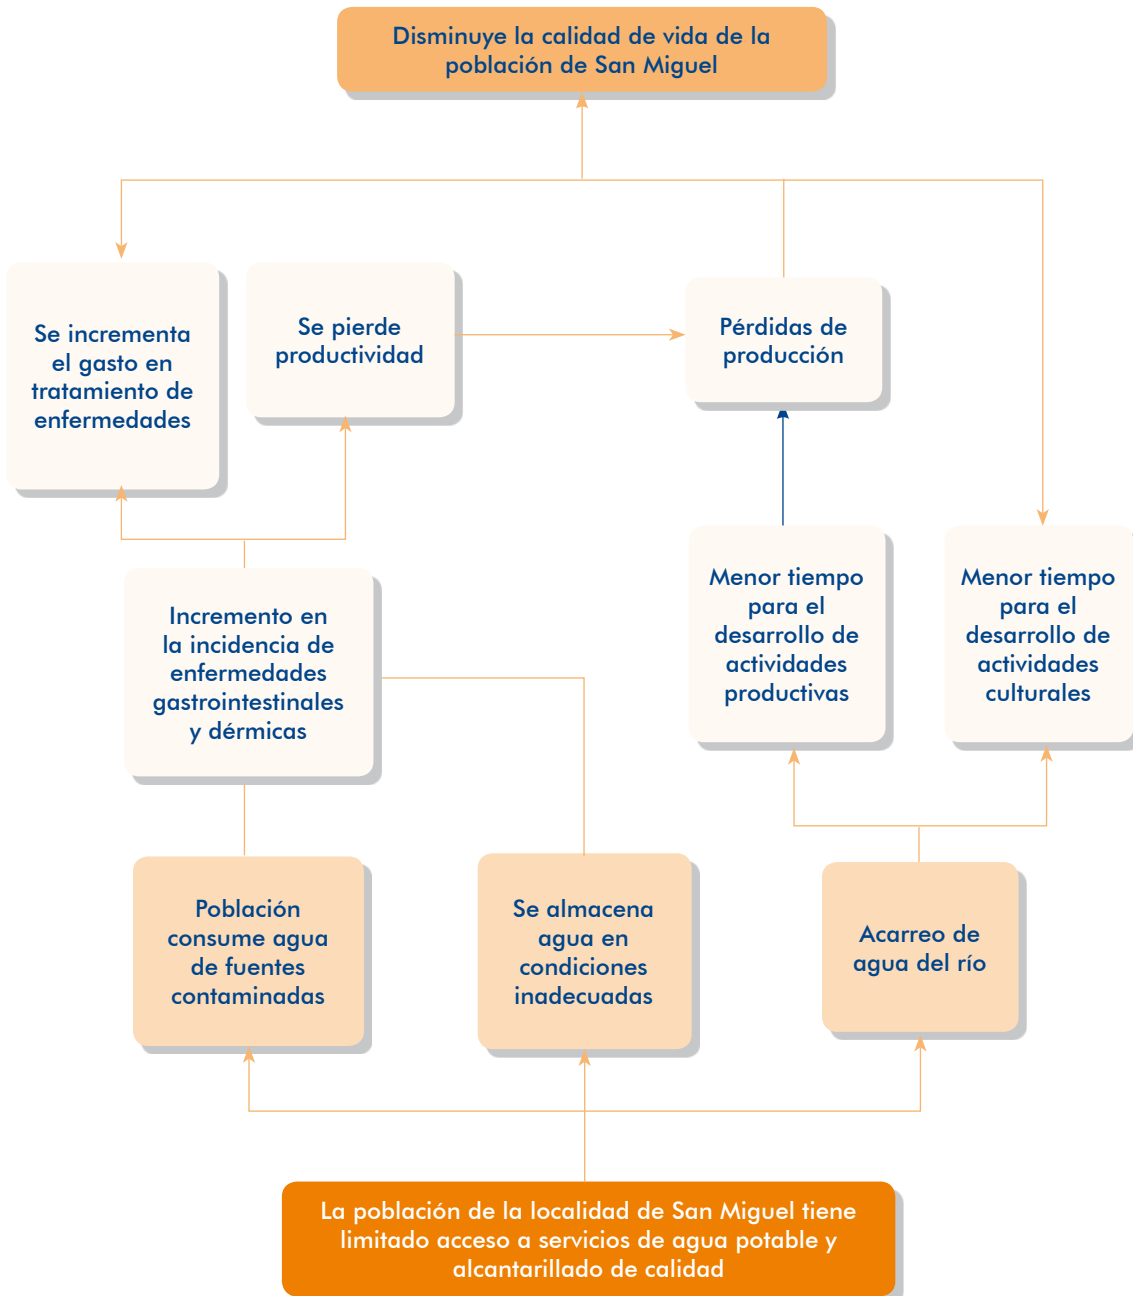 Disminuye la calidad de vida de la
población de San Miguel
Se incrementa
el gasto en
tratamiento de
enfermedades
Se pierde
productividad
Pérdidas de
producción
Incremento en
la incidencia de
enfermedades
gastrointestinales
y dérmicas
Menor tiempo
para el
desarrollo de
actividades
productivas
Menor tiempo
para el
desarrollo de
actividades
culturales
Población
consume agua
de fuentes
contaminadas
Se almacena
agua en
condiciones
inadecuadas
Acarreo de
agua del río
La población de la localidad de San Miguel tiene
limitado acceso a servicios de agua potable y
alcantarillado de calidad